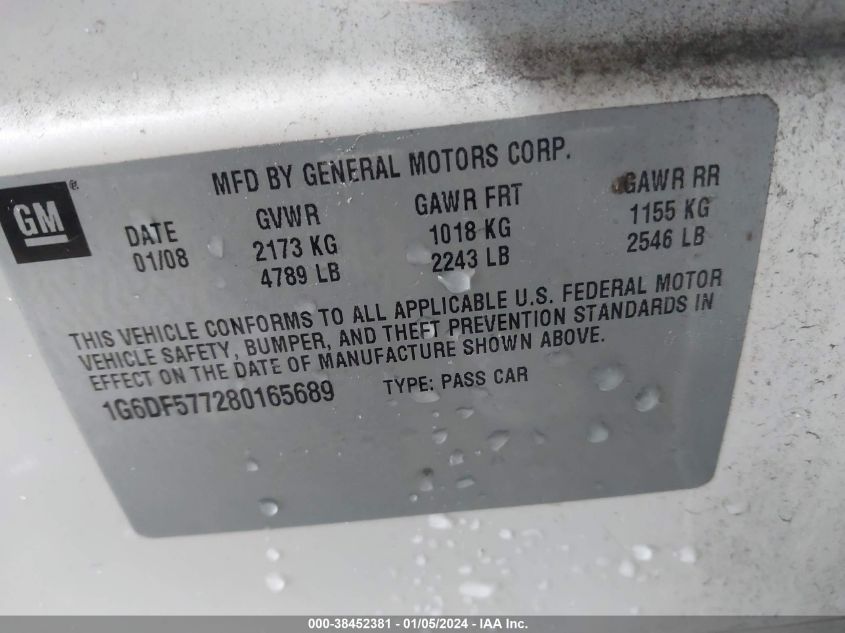 MFD BY GENERAL MOTORS CORP.
GM ®
DATE GVWR GAWR FRT GAWR RR
01/08 2173 KG 1018 KG 1155 KG
4789 LB 2243 LB 2546 LB
THIS VEHICLE CONFORMS TO ALL APPLICABLE U.S. FEDERAL MOTOR
VEHICLE SAFETY, BUMPER, AND THEFT PREVENTION STANDARDS IN
EFFECT ON THE DATE OF MANUFACTURE SHOWN ABOVE.
1G6DF577280165689 TYPE: PASS CAR
000-38452381 - 01/05/2024 - IAA Inc.